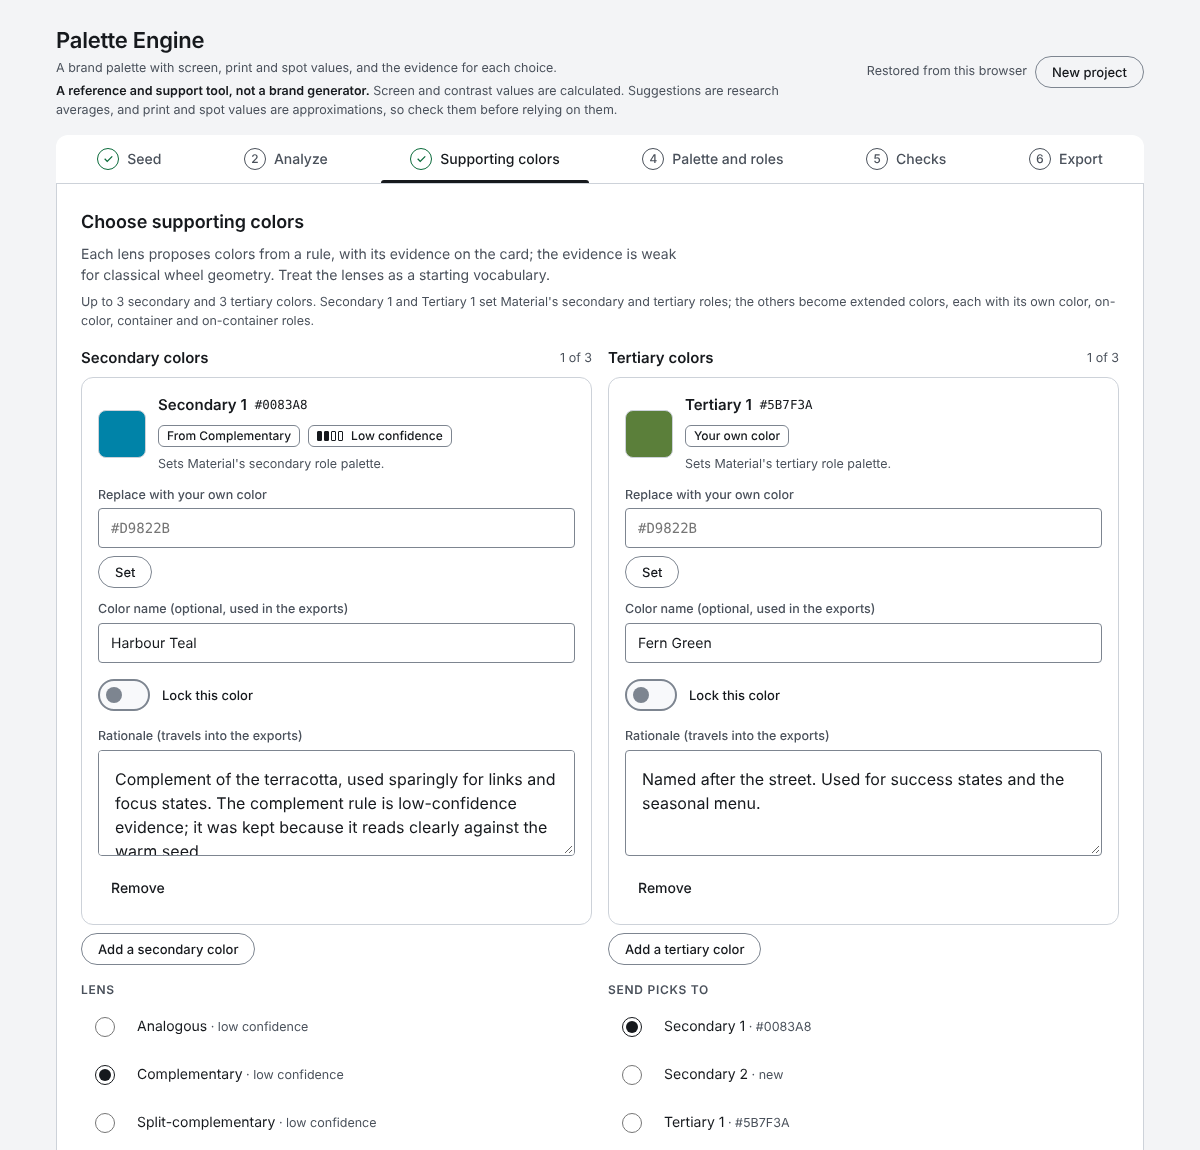 Palette Engine
A brand palette with screen, print and spot values, and the evidence for each choice.
A reference and support tool, not a brand generator. Screen and contrast values are calculated. Suggestions are research
averages, and print and spot values are approximations, so check them before relying on them.
Restored from this browser
New project
Seed
2 Analyze
Supporting colors
4 Palette and roles
5 Checks
6 Export
Choose supporting colors
Each lens proposes colors from a rule, with its evidence on the card; the evidence is weak
for classical wheel geometry. Treat the lenses as a starting vocabulary.
Up to 3 secondary and 3 tertiary colors. Secondary 1 and Tertiary 1 set Material's secondary and tertiary roles; the others become extended colors, each with its own color, on-
color, container and on-container roles.
Secondary colors
1 of 3
Secondary 1 #0083A8
From Complementary
Low confidence
Sets Material's secondary role palette.
Replace with your own color
#D9822B
Set
Color name (optional, used in the exports)
Harbour Teal
Lock this color
Rationale (travels into the exports)
Complement of the terracotta, used sparingly for links and
focus states. The complement rule is low-confidence
evidence; it was kept because it reads clearly against the
warm seed
Remove
Add a secondary color
Tertiary colors
1 of 3
Tertiary 1 #5B7F3A
Your own color
Sets Material's tertiary role palette.
Replace with your own color
#D9822B
Set
Color name (optional, used in the exports)
Fern Green
Lock this color
Rationale (travels into the exports)
Named after the street. Used for success states and the
seasonal menu.
Remove
Add a tertiary color
LENS
Analogous · low confidence
Complementary · low confidence
Split-complementary · low confidence
SEND PICKS TO
Secondary 1 · #0083A8
Secondary 2 · new
Tertiary 1 · #5B7F3A